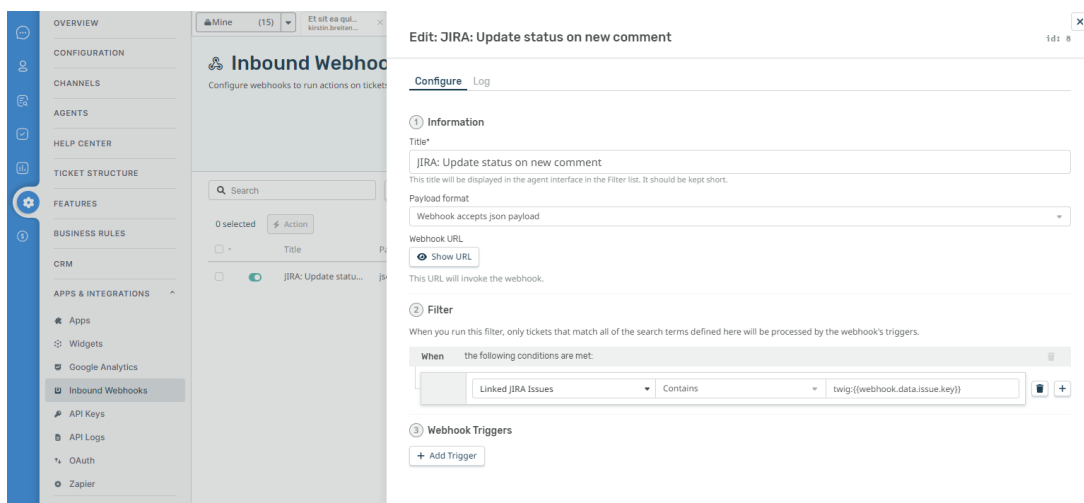 OVERVIEW
CONFIGURATION
CHANNELS
AGENTS
HELP CENTER
TICKET STRUCTURE
FEATURES
BUSINESS RULES
CRM
APPS & INTEGRATIONS
Apps
Widgets
Google Analytics
Inbound Webhooks
API Keys
API Logs
OAuth
Zapier
Mine (15)
Et sit ea qui...
kirstin.breiten...
Inbound Webhoo
Configure webhooks to run actions on tickets
Search
0 selected
Action
Title Pa
JIRA: Update statu... js
Edit: JIRA: Update status on new comment
id: 8
Configure Log
1 Information
Title*
JIRA: Update status on new comment
This title will be displayed in the agent interface in the Filter list. It should be kept short.
Payload format
Webhook accepts json payload
Webhook URL
Show URL
This URL will invoke the webhook.
2 Filter
When you run this filter, only tickets that match all of the search terms defined here will be processed by the webhook's triggers.
When the following conditions are met:
Linked JIRA Issues Contains twig:{{webhook.data.issue.key}}
3 Webhook Triggers
+ Add Trigger